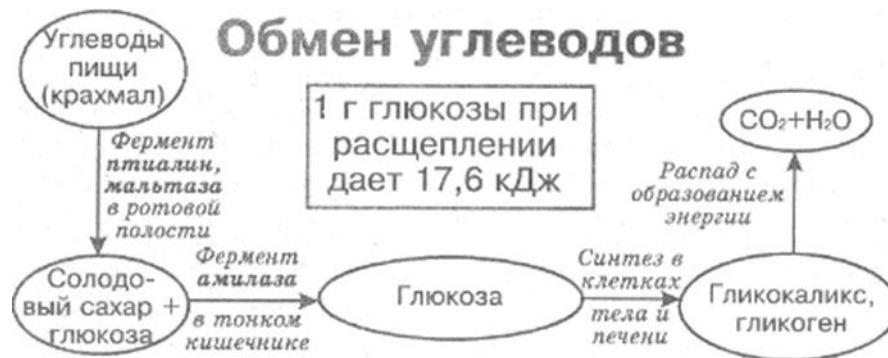 Обмен углеводов
Углеводы
пищи
(крахмал)
1 г глюкозы при
расщеплении
дает 17,6 кДж
CO₂+H₂O
Фермент
птиалин,
мальтаза
в ротовой
полости
Распад с
образованием
энергии
Солодо-
вый сахар +
глюкоза
Фермент
амилаза
в тонком
кишечнике
Глюкоза
Синтез в
клетках
тела и
печени
Гликокаликс,
гликоген